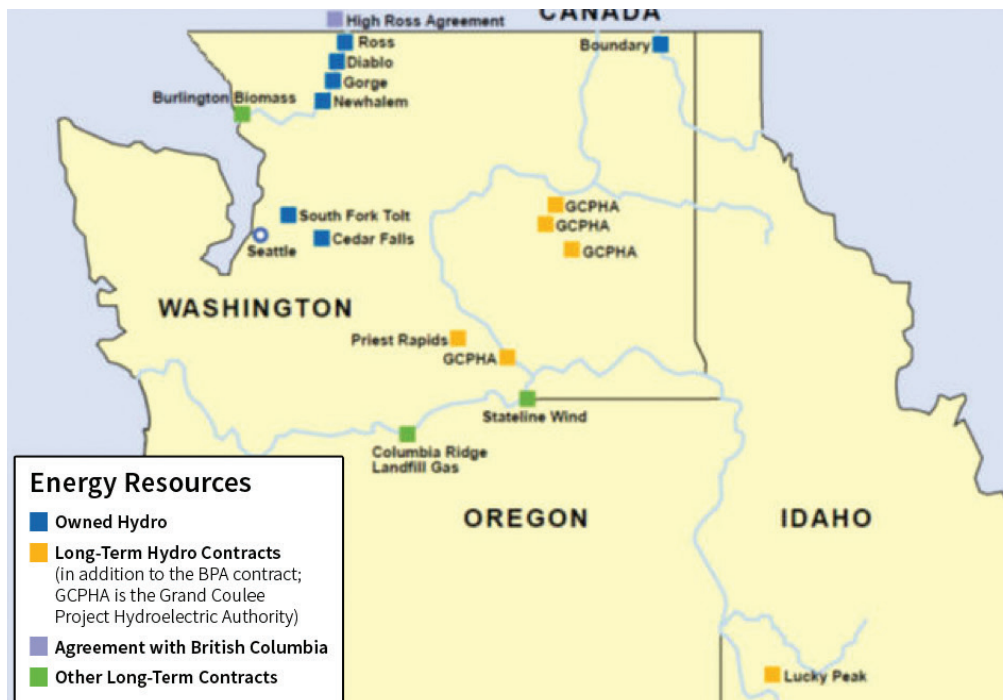 CANADA
High Ross Agreement
Ross
Boundary
Diablo
Gorge
Burlington Biomass
Newhalem
GCPHA
South Fork Tolt
GCPHA
Cedar Falls
Seattle
GCPHA
WASHINGTON
Priest Rapids
GCPHA
Stateline Wind
Columbia Ridge
Landfill Gas
OREGON
IDAHO
Lucky Peak
Energy Resources
Owned Hydro
Long-Term Hydro Contracts
(in addition to the BPA contract;
GCPHA is the Grand Coulee
Project Hydroelectric Authority)
Agreement with British Columbia
Other Long-Term Contracts